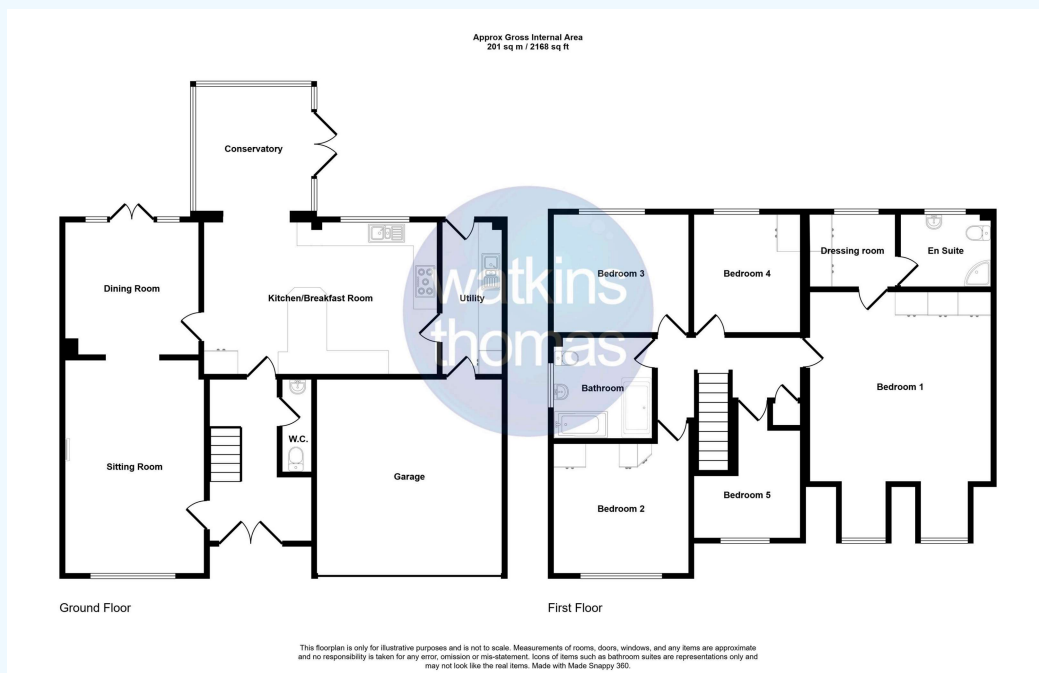 Approx Gross Internal Area
201 sq m / 2168 sq ft
Conservatory
Dining Room
Kitchen/Breakfast Room
Utility
Sitting Room
W.C.
Garage
Ground Floor
watkins
thomas
Bedroom 3
Bedroom 4
Dressing room
En Suite
Bathroom
Bedroom 1
Bedroom 2
Bedroom 5
First Floor
This floorplan is only for illustrative purposes and is not to scale. Measurements of rooms, doors, windows, and any items are approximate
and no responsibility is taken for any error, omission or mis-statement. Icons of items such as bathroom suites are representations only and
may not look like the real items. Made with Made Snappy 360.